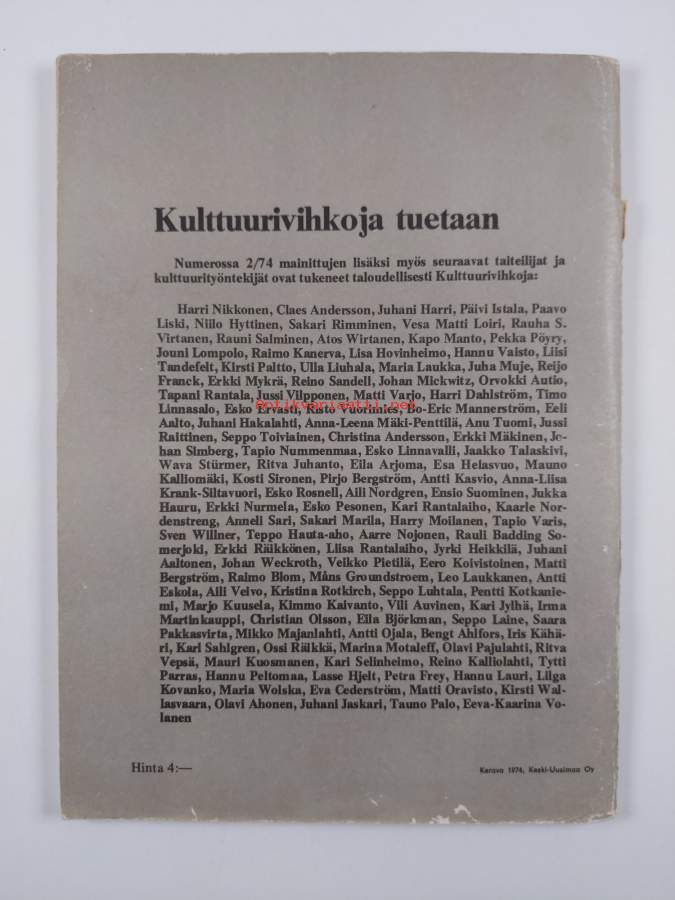 Kulttuurivihkoja tuetaan
Numerossa 2/74 mainittujen lisäksi myös seuraavat taiteilijat ja
kulttuurityöntekijät ovat tukeneet taloudellisesti Kulttuurivihkoja:
Harri Nikkonen, Claes Andersson, Juhani Harri, Päivi Istala, Paavo
Liski, Niilo Hyttinen, Sakari Rimminen, Vesa Matti Loiri, Rauha S.
Virtanen, Rauni Salminen, Atos Wirtanen, Kapo Manto, Pekka Pöyry,
Jouni Lompolo, Raimo Kanerva, Lisa Hovinheimo, Hannu Vaisto, Liisi
Tandefelt, Kirsti Paltto, Ulla Liuhala, Maria Laukka, Juha Muje, Reijo
Franck, Erkki Mykrä, Reino Sandell, Johan Mickwitz, Orvokki Autio,
Tapani Rantala, Jussi Vilpponen, Matti Varjo, Harri Dahlström, Timo
Linnasalo, Esko Ervasti, Risto Vuorimies, Bo-Eric Mannerström, Eeli
Antikvariaatti.net
Aalto, Juhani Hakalahti, Anna-Leena Mäki-Penttilä, Anu Tuomi, Jussi
Raittinen, Seppo Toiviainen, Christina Andersson, Erkki Mäkinen, Jo-
han Simberg, Tapio Nummenmaa, Esko Linnavalli, Jaakko Talaskivi,
Wava Stürmer, Ritva Juhanto, Eila Arjoma, Esa Helasvuo, Mauno
Kalliomäki, Kosti Sironen, Pirjo Bergström, Antti Kasvio, Anna-Liisa
Krank-Siltavuori, Esko Rosnell, Aili Nordgren, Ensio Suominen, Jukka
Hauru, Erkki Nurmela, Esko Pesonen, Kari Rantalaiho, Kaarle Nor-
denstreng, Anneli Sari, Sakari Marila, Harry Moilanen, Tapio Varis,
Sven Willner, Teppo Hauta-aho, Aarre Nojonen, Rauli Badding So-
merjoki, Erkki Räikkönen, Liisa Rantalaiho, Jyrki Heikkilä, Juhani
Aaltonen, Johan Weckroth, Veikko Pietilä, Eero Koivistoinen, Matti
Bergström, Raimo Blom, Måns Groundstroem, Leo Laukkanen, Antti
Eskola, Aili Velvo, Kristina Rotkirch, Seppo Luhtala, Pentti Kotkanie-
mi, Marjo Kuusela, Kimmo Kaivanto, Vili Auvinen, Kari Jylhä, Irma
Martinkauppi, Christian Olsson, Eila Björkman, Seppo Laine, Saara
Pakkasvirta, Mikko Majanlahti, Antti Ojala, Bengt Ahlfors, Iris Kähä-
ri, Kari Sahlgren, Ossi Räikkä, Marina Motaleff, Olavi Pajulahti, Ritva
Vepsä, Mauri Kuosmanen, Kari Selinheimo, Reino Kalliolahti, Tytti
Parras, Hannu Peltomaa, Lasse Hjelt, Petra Frey, Hannu Lauri, Liiga
Kovanko, Maria Wolska, Eva Cederström, Matti Oravisto, Kirsti Wal-
lasvaara, Olavi Ahonen, Juhani Jaskari, Tauno Palo, Eeva-Kaarina Vo-
lanen
Hinta 4:—
Kerava 1974, Keski-Uusimaa Oy